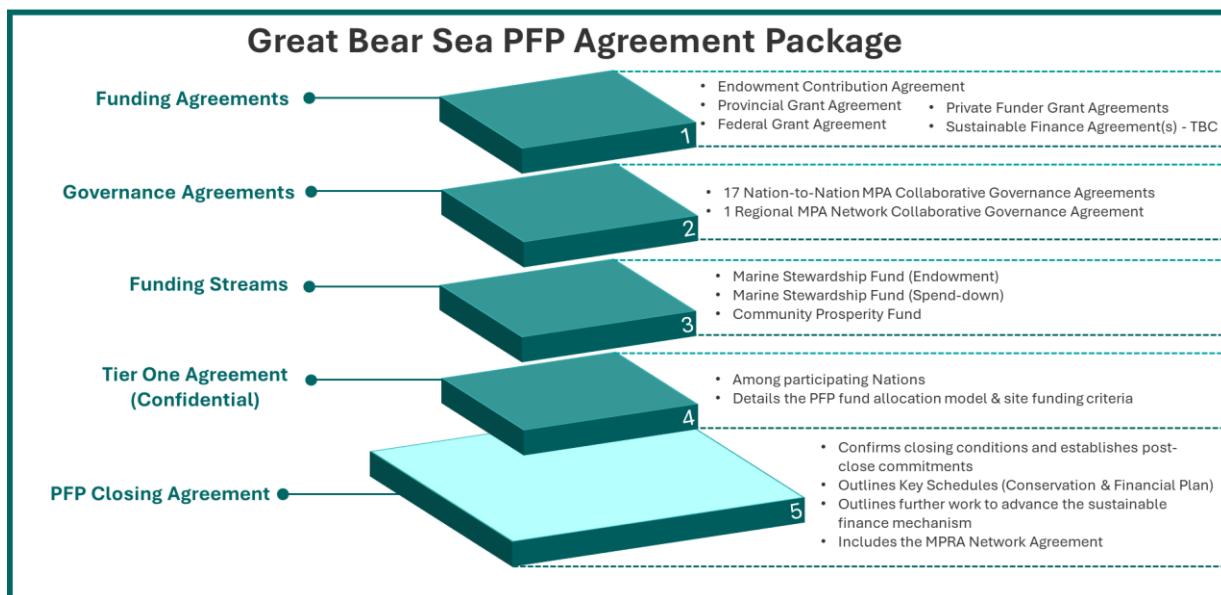 Great Bear Sea PFP Agreement Package
Funding Agreements
• Endowment Contribution Agreement
• Provincial Grant Agreement
• Federal Grant Agreement
• Private Funder Grant Agreements
• Sustainable Finance Agreement(s) - TBC
1
Governance Agreements
• 17 Nation-to-Nation MPA Collaborative Governance Agreements
• 1 Regional MPA Network Collaborative Governance Agreement
2
Funding Streams
• Marine Stewardship Fund (Endowment)
• Marine Stewardship Fund (Spend-down)
• Community Prosperity Fund
3
Tier One Agreement
(Confidential)
• Among participating Nations
• Details the PFP fund allocation model & site funding criteria
4
PFP Closing Agreement
• Confirms closing conditions and establishes post-
close commitments
• Outlines Key Schedules (Conservation & Financial Plan)
• Outlines further work to advance the sustainable
finance mechanism
• Includes the MPRA Network Agreement
5